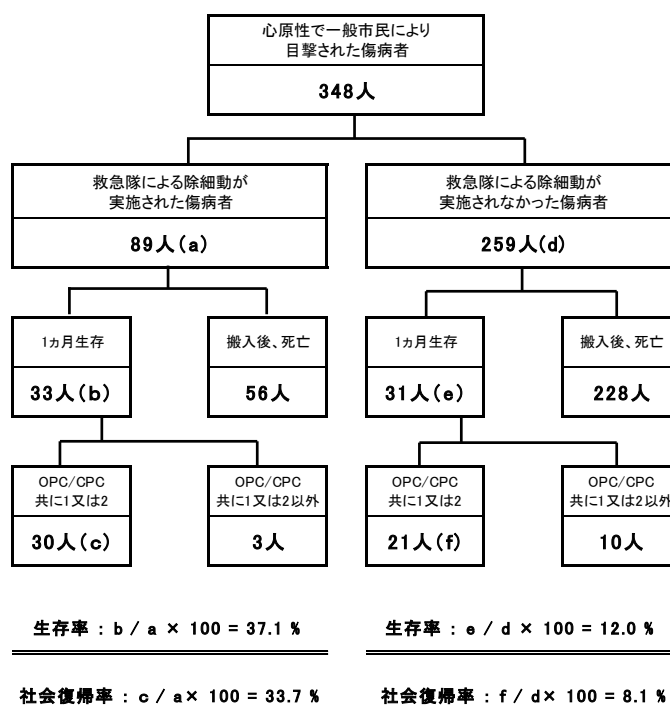 心原性で一般市民により
目撃された傷病者
348人
救急隊による除細動が
実施された傷病者
89人(a)
救急隊による除細動が
実施されなかった傷病者
259人(d)
1ヵ月生存
33人(b)
搬入後、死亡
56人
1ヵ月生存
31人(e)
搬入後、死亡
228人
OPC/CPC
共に1又は2
30人(c)
OPC/CPC
共に1又は2以外
3人
OPC/CPC
共に1又は2
21人(f)
OPC/CPC
共に1又は2以外
10人
生存率 : b / a × 100 = 37.1 %
生存率 : e / d × 100 = 12.0 %
社会復帰率 : c / a× 100 = 33.7 %
社会復帰率 : f / d× 100 = 8.1 %